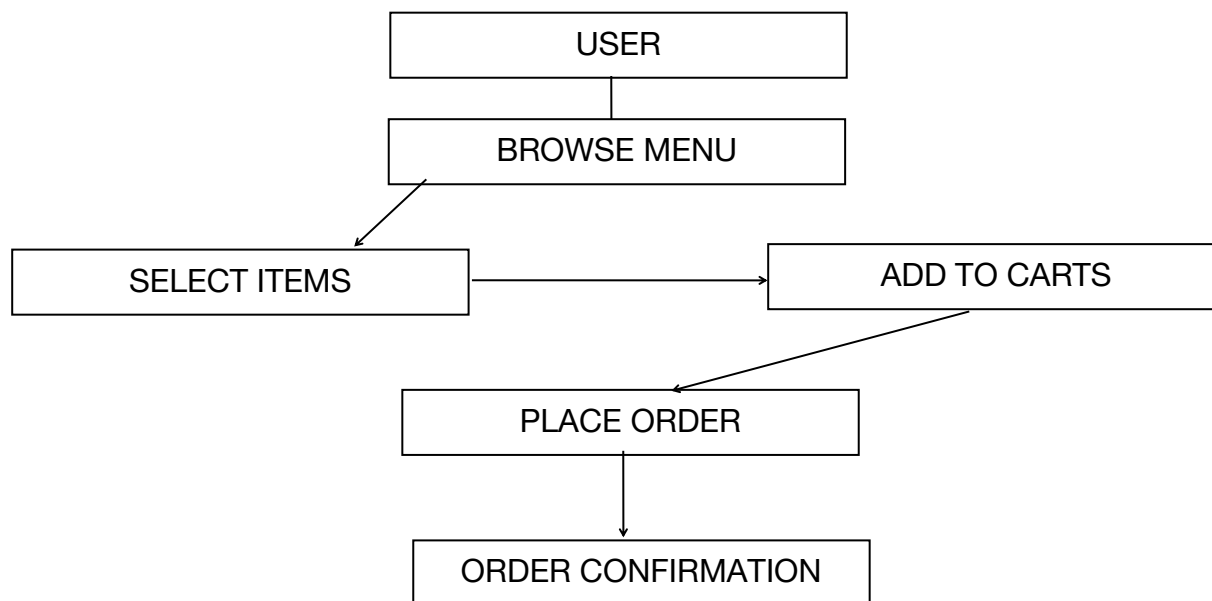 USER
BROWSE MENU
SELECT ITEMS
ADD TO CARTS
PLACE ORDER
ORDER CONFIRMATION